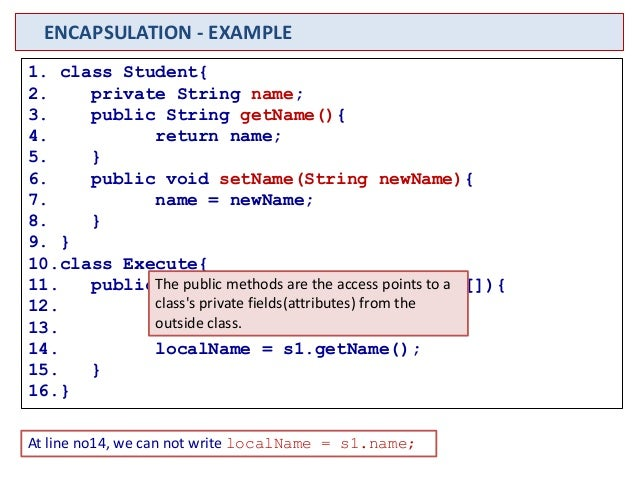 ENCAPSULATION - EXAMPLE
1. class Student{
2. private String name;
3. public String getName(){
4. return name;
5. }
6. public void setName(String newName){
7. name = newName;
8. }
9. }
10.class Execute{
11. public []){
12.
13.
The public methods are the access points to a
class's private fields(attributes) from the
outside class.
14. localName = s1.getName();
15. }
16.}
At line no14, we can not write localName = s1.name;